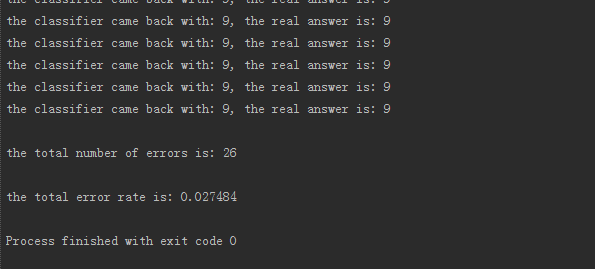 the classifier came back with: 9, the real answer is: 9
the classifier came back with: 9, the real answer is: 9
the classifier came back with: 9, the real answer is: 9
the classifier came back with: 9, the real answer is: 9
the classifier came back with: 9, the real answer is: 9
the classifier came back with: 9, the real answer is: 9
the total number of errors is: 26
the total error rate is: 0.027484
Process finished with exit code 0